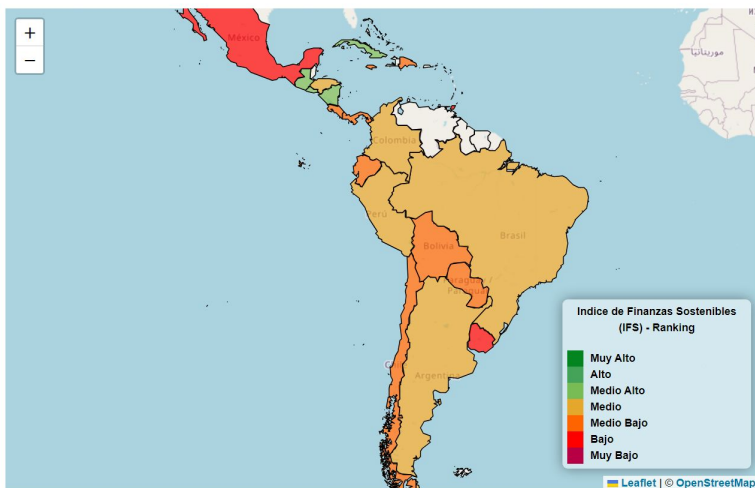 +
−
México
موريتانيا
Colombia
Perú
Brasil
Bolivia
Argentina
Indice de Finanzas Sostenibles
(IFS) - Ranking
Muy Alto
Alto
Medio Alto
Medio
Medio Bajo
Bajo
Muy Bajo
Leaflet | © OpenStreetMap